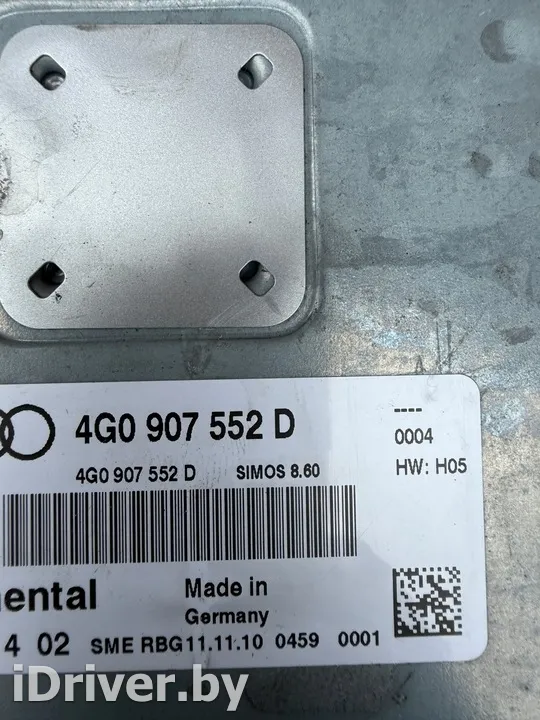 4G0 907 552 D
----
0004
4G0 907 552 D SIMOS 8.60
HW: H05
nental
Made in
Germany
4 02 SME RBG11.11.10 0459 0001
iDriver.by